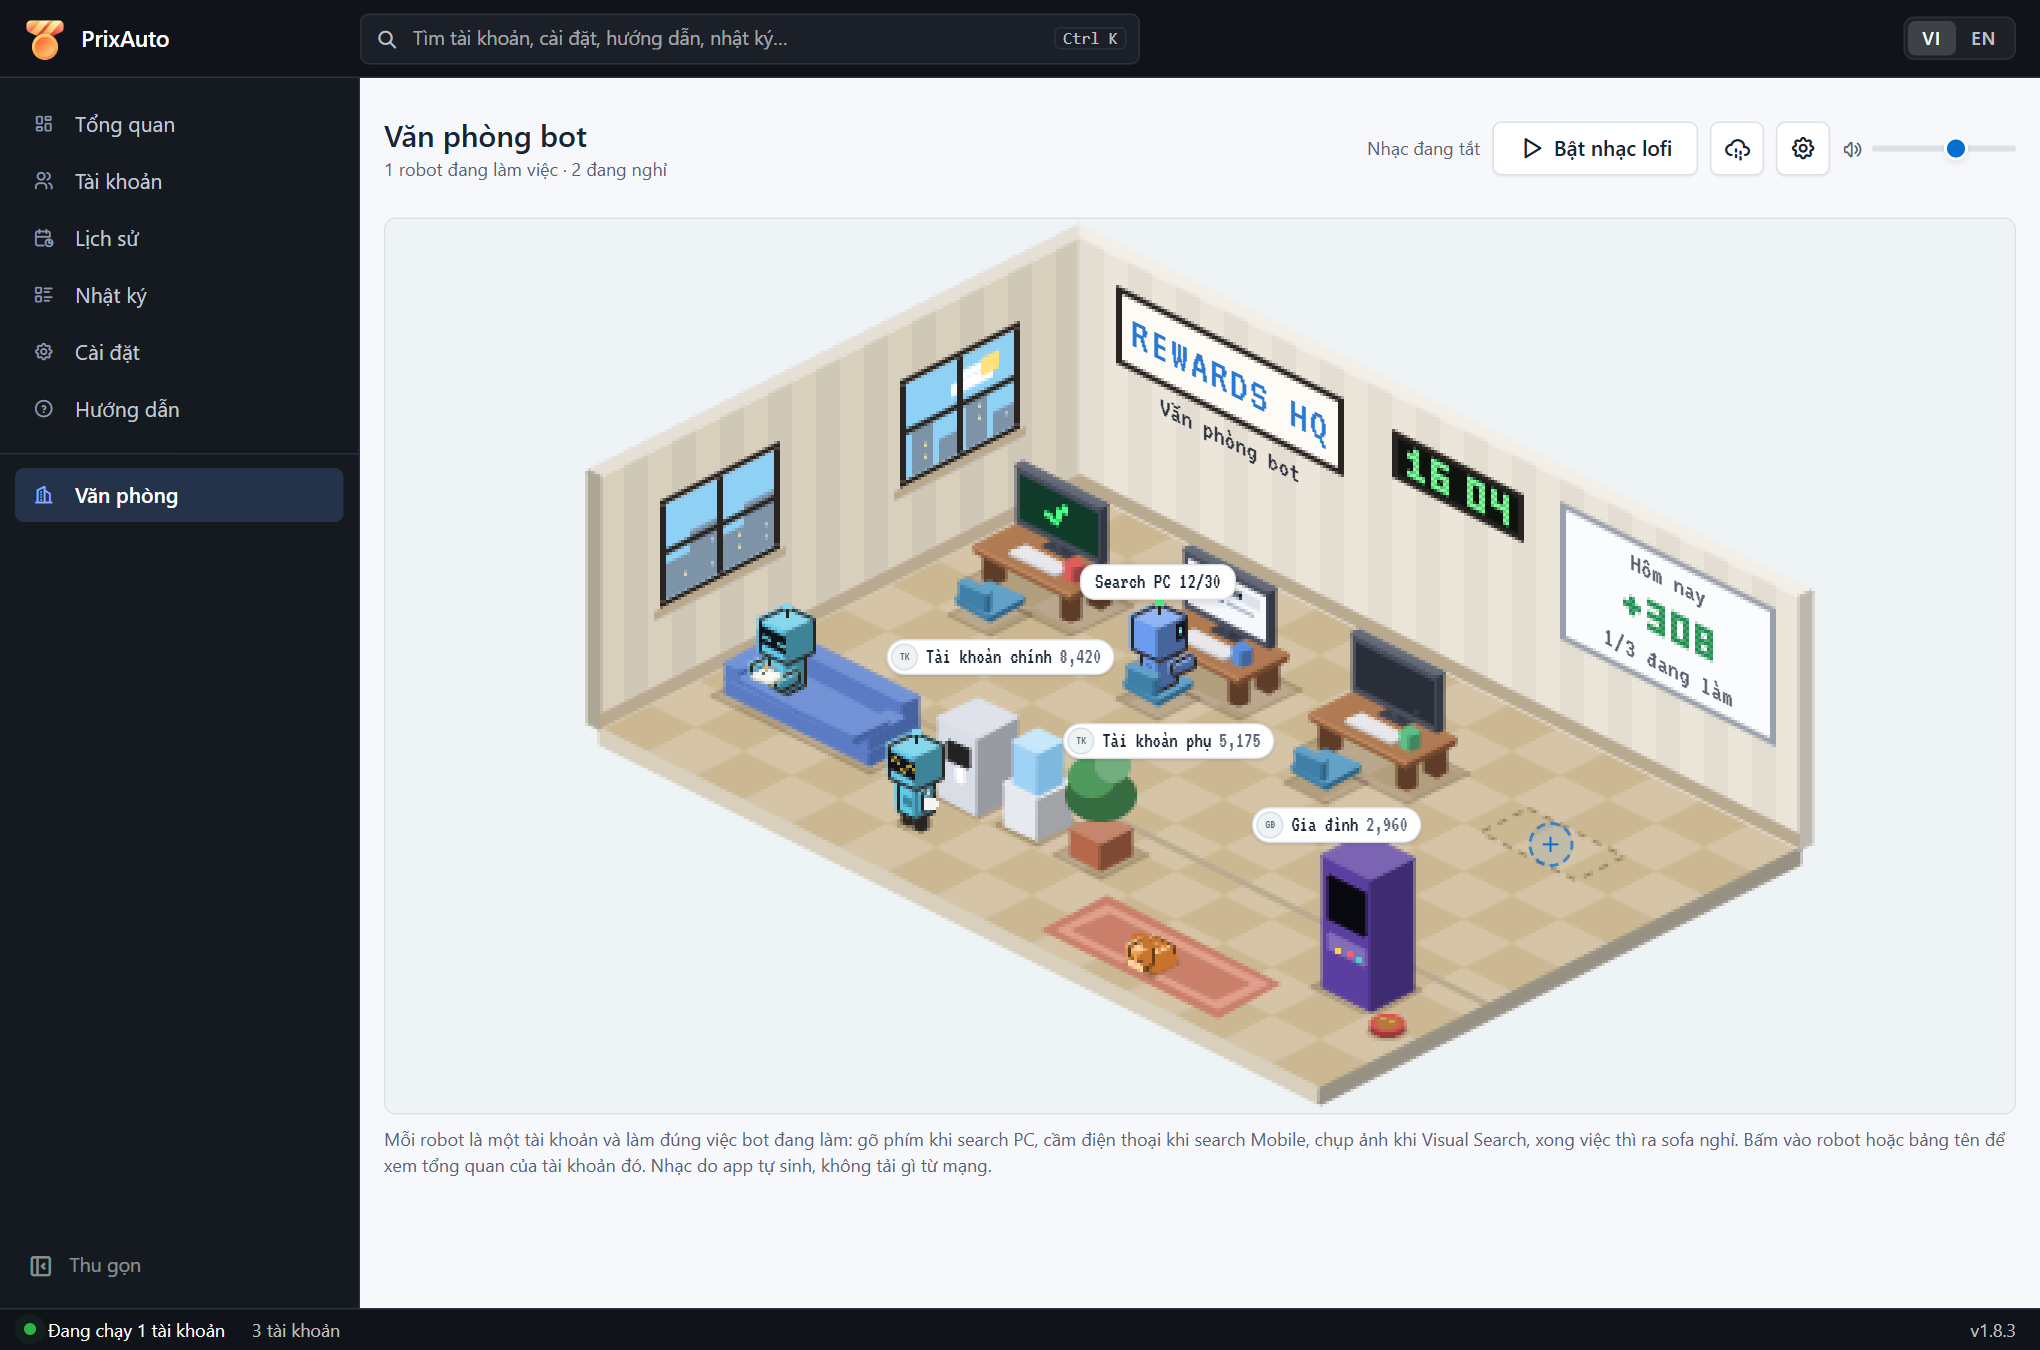 PrixAuto
Tìm tài khoản, cài đặt, hướng dẫn, nhật ký...
Ctrl K
VI
EN
Tổng quan
Tài khoản
Lịch sử
Nhật ký
Cài đặt
Hướng dẫn
Văn phòng
Thu gọn
Văn phòng bot
1 robot đang làm việc · 2 đang nghỉ
Nhạc đang tắt
Bật nhạc lofi
REWARDS HQ
Văn phòng bot
16 04
Hôm nay
+308
1/3 đang làm
Search PC 12/30
TK Tài khoản chính 8,420
TK Tài khoản phụ 5,175
GĐ Gia đình 2,960
Mỗi robot là một tài khoản và làm đúng việc bot đang làm: gõ phím khi search PC, cầm điện thoại khi search Mobile, chụp ảnh khi Visual Search, xong việc thì ra sofa nghỉ. Bấm vào robot hoặc bảng tên để
xem tổng quan của tài khoản đó. Nhạc do app tự sinh, không tải gì từ mạng.
Đang chạy 1 tài khoản
3 tài khoản
v1.8.3